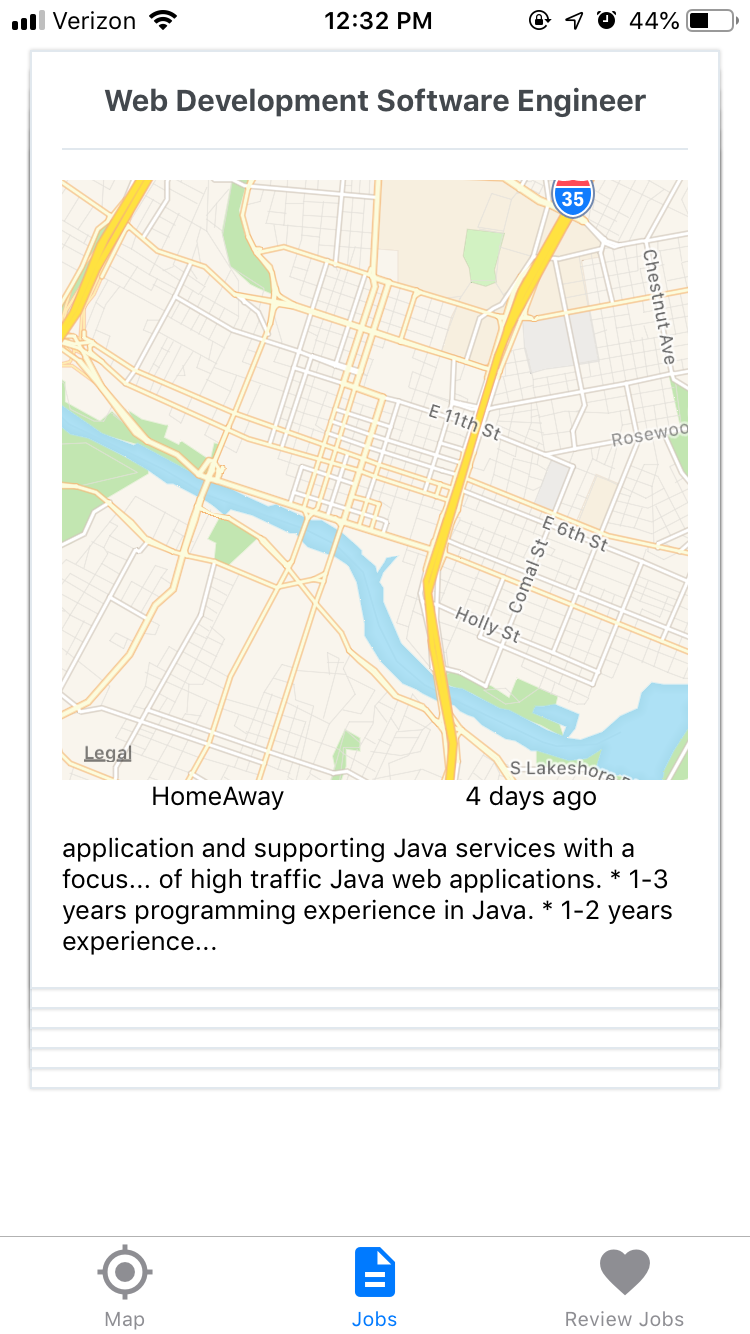 Verizon 12:32 PM 44%
Web Development Software Engineer
35
Chestnut Ave
E 11th St
Rosewoo
E 6th St
Comal St
Holly St
Legal
S Lakeshore
HomeAway 4 days ago
application and supporting Java services with a
focus... of high traffic Java web applications. * 1-3
years programming experience in Java. * 1-2 years
experience...
Map Jobs Review Jobs